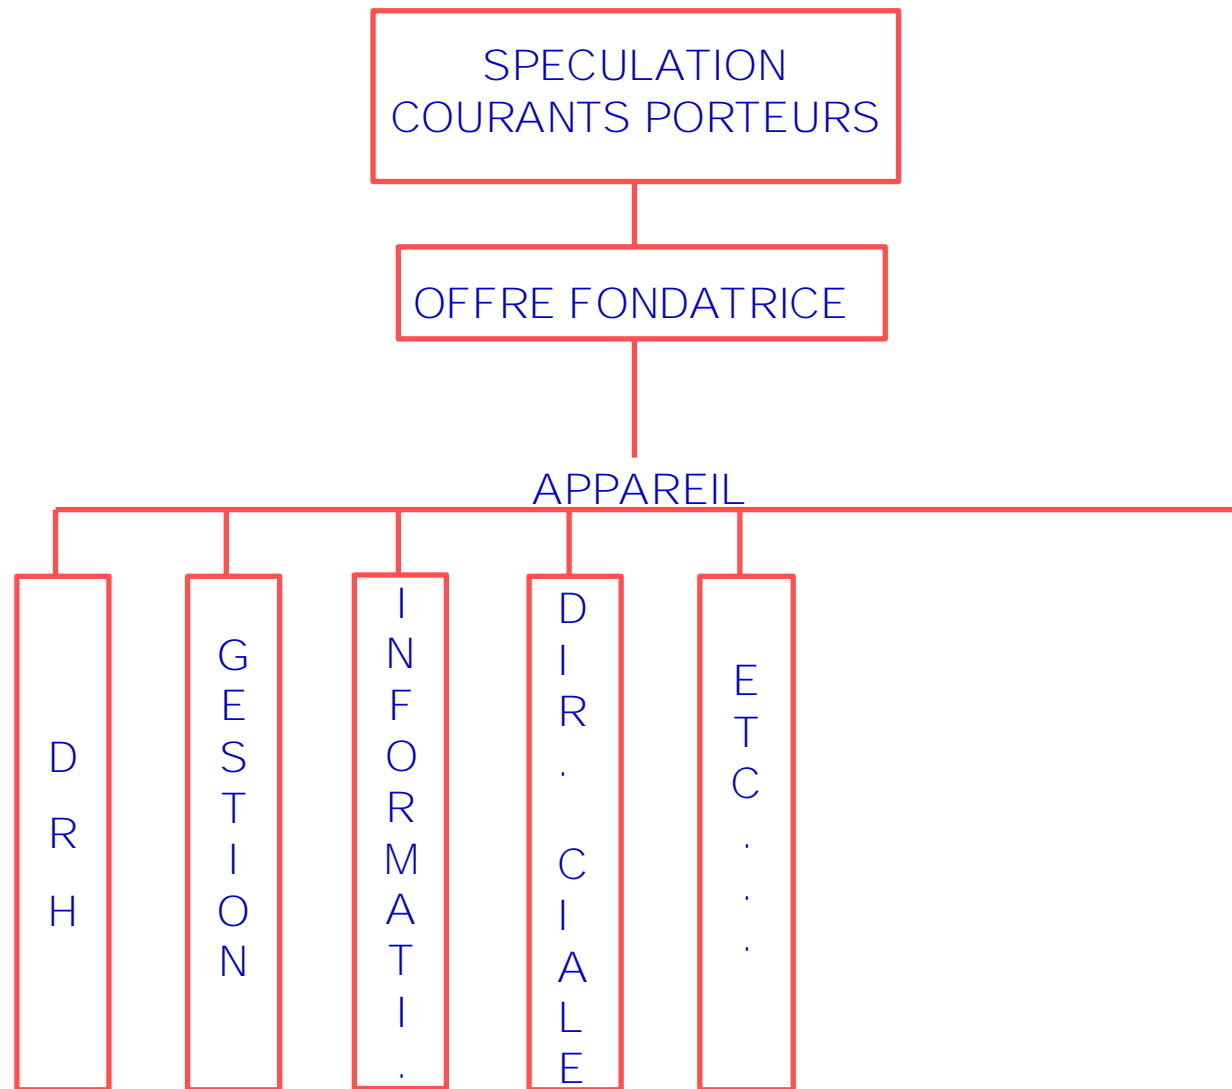 SPECULATION
COURANTS PORTEURS
OFFRE FONDATRICE
APPAREIL
DRH
GESTION
INFORMATI.
DIR. CIALE
ETC...